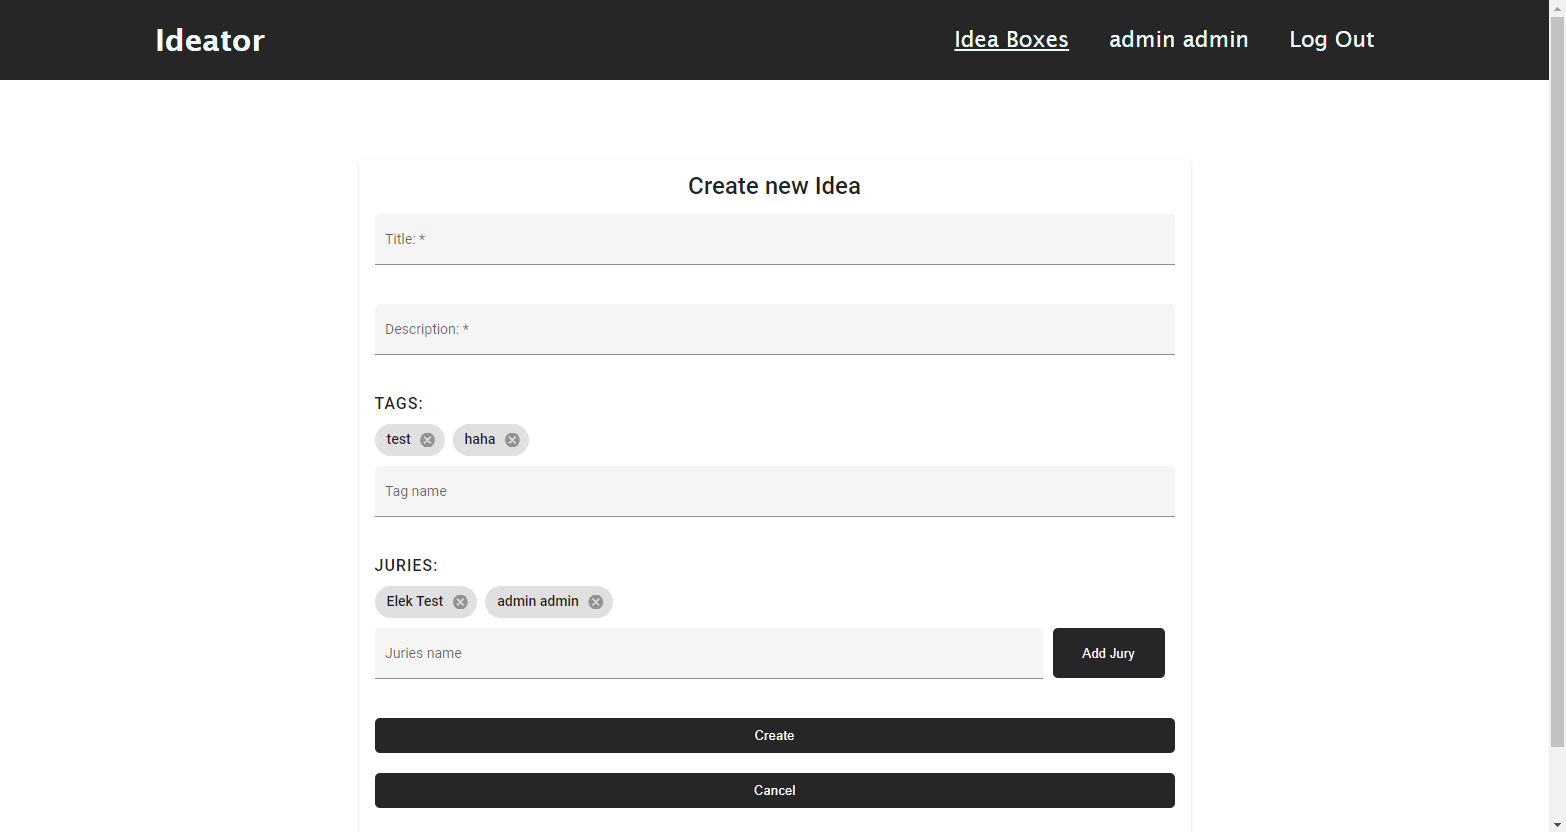 Ideator Idea Boxes admin admin Log Out
Create new Idea
Title: *
Description: *
TAGS:
test haha
Tag name
JURIES:
Elek Test admin admin
Juries name Add Jury
Create
Cancel